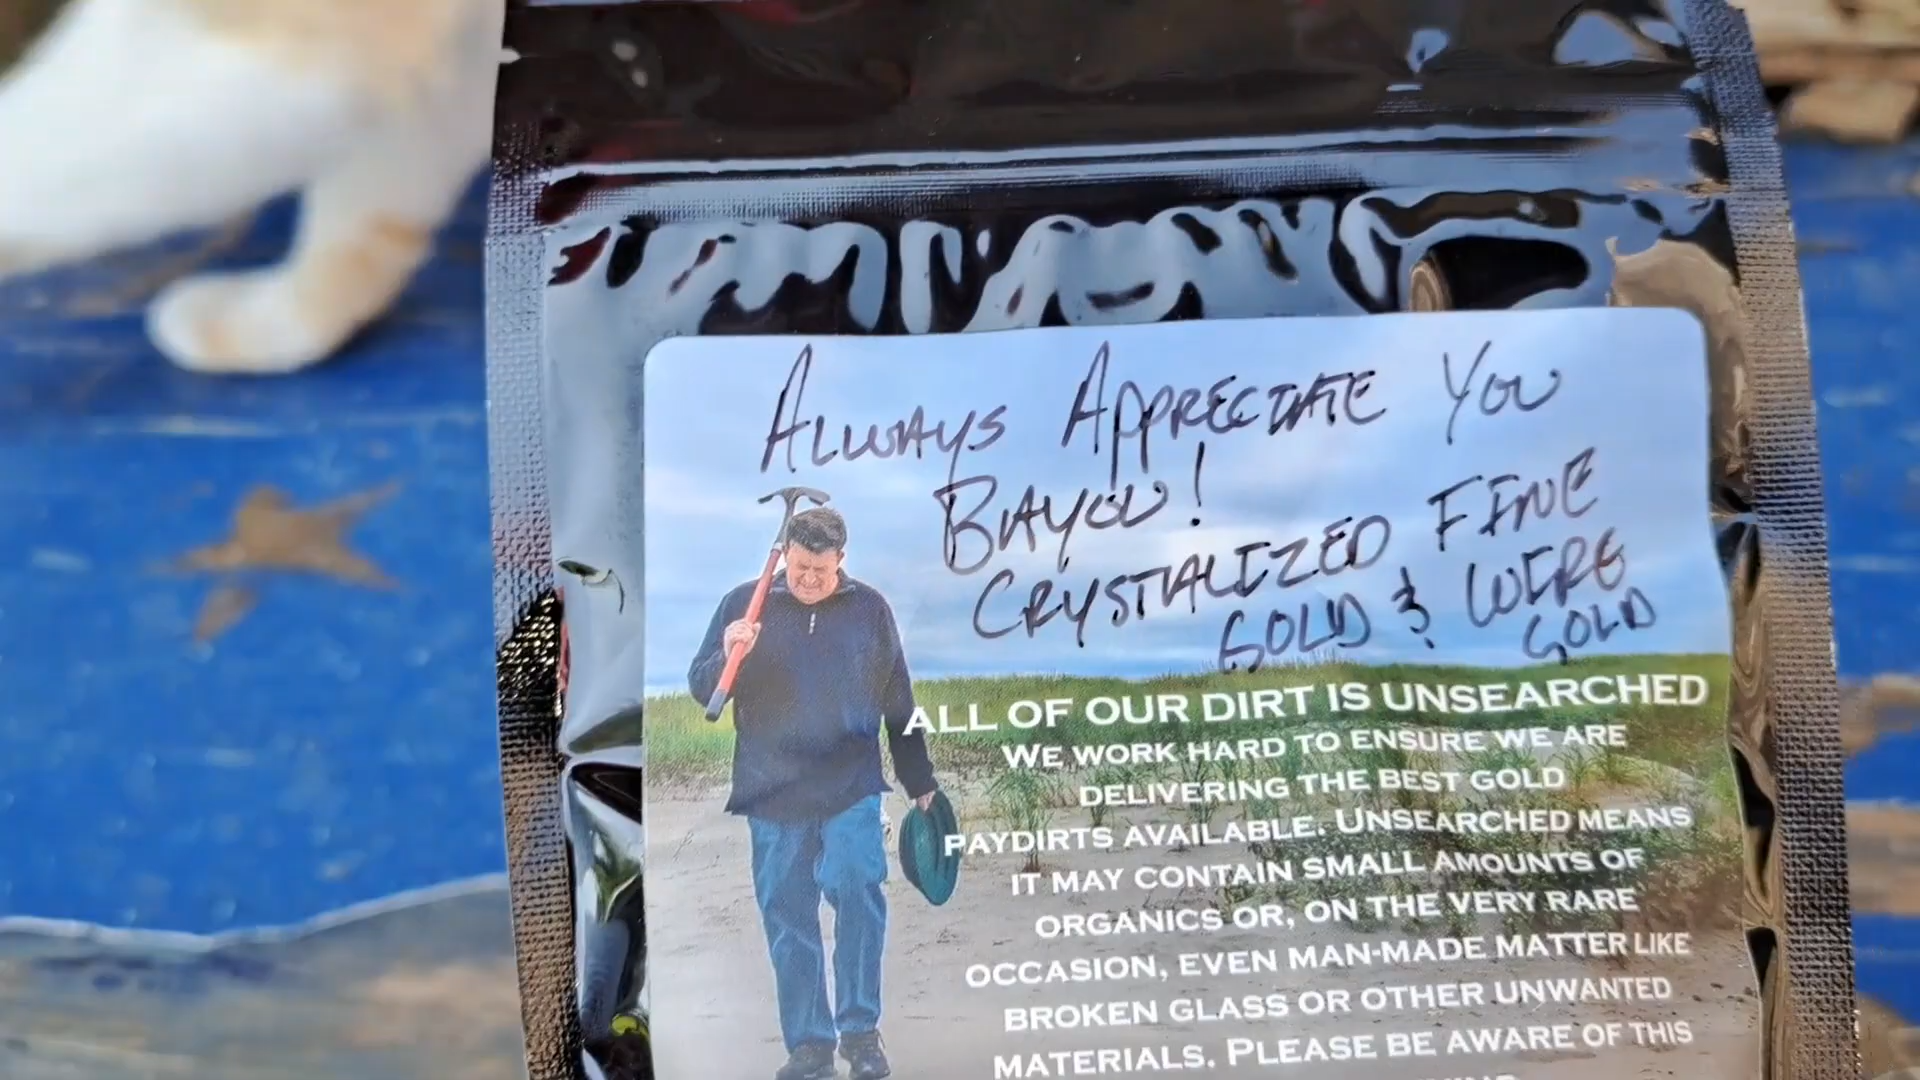 Always Appreciate You
Bayou!
Crystalized Fine
Gold & Wire
Gold
ALL OF OUR DIRT IS UNSEARCHED
WE WORK HARD TO ENSURE WE ARE
DELIVERING THE BEST GOLD
PAYDIRTS AVAILABLE. UNSEARCHED MEANS
IT MAY CONTAIN SMALL AMOUNTS OF
ORGANICS OR, ON THE VERY RARE
OCCASION, EVEN MAN-MADE MATTER LIKE
BROKEN GLASS OR OTHER UNWANTED
MATERIALS. PLEASE BE AWARE OF THIS